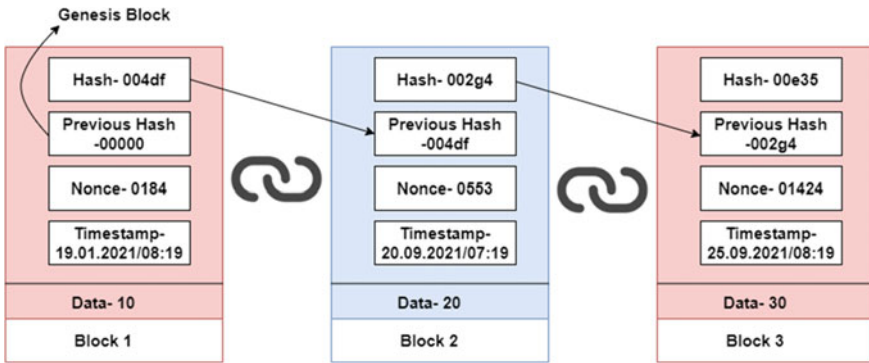 Genesis Block
Hash- 004df
Previous Hash
-00000
Nonce- 0184
Timestamp-
19.01.2021/08:19
Data- 10
Block 1
Hash- 002g4
Previous Hash
-004df
Nonce- 0553
Timestamp-
20.09.2021/07:19
Data- 20
Block 2
Hash- 00e35
Previous Hash
-002g4
Nonce- 01424
Timestamp-
25.09.2021/08:19
Data- 30
Block 3